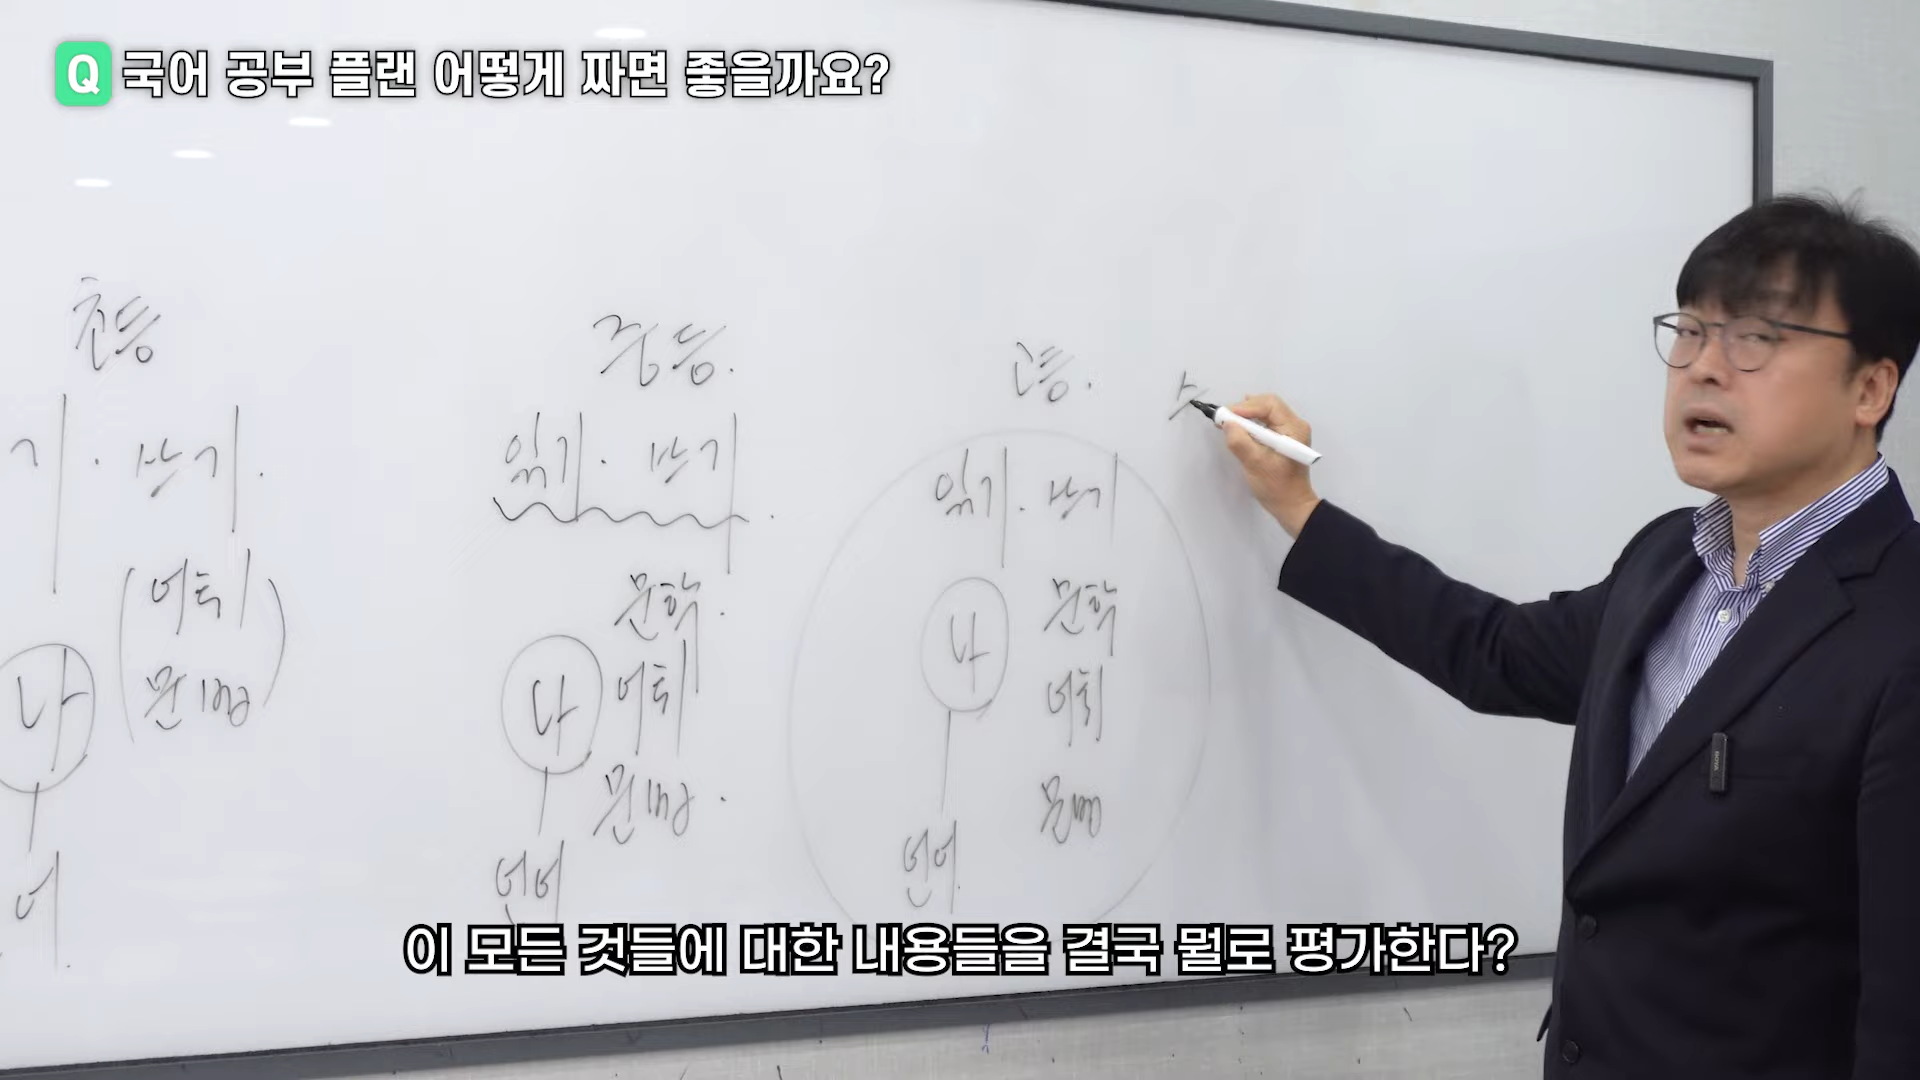 Q 국어 공부 플랜 어떻게 짜면 좋을까요?
초등
기 · 쓰기.
어휘
문법
나
어
중등.
읽기 · 쓰기
문학.
나 어휘
문법.
언어
고등.
읽기 · 쓰기
나 문학
어휘
문법
언어
이 모든 것들에 대한 내용들을 결국 뭘로 평가한다?